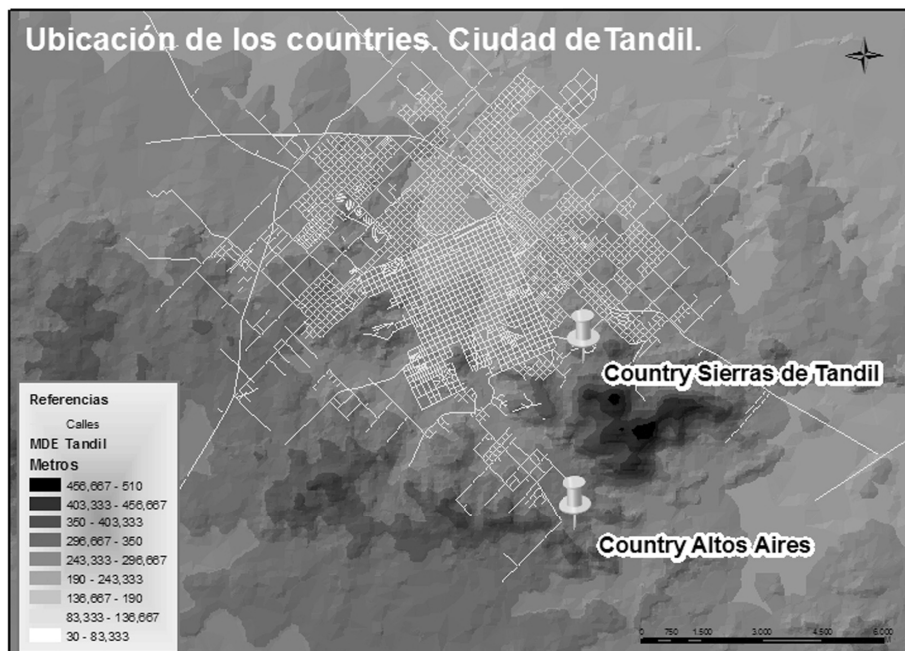 Ubicación de los countries. Ciudad de Tandil.
Country Sierras de Tandil
Country Altos Aires
Referencias
Calles
MDE Tandil
Metros
456,667 - 510
403,333 - 456,667
350 - 403,333
296,667 - 350
243,333 - 296,667
190 - 243,333
136,667 - 190
83,333 - 136,667
30 - 83,333
0 750 1.500 3.000 4.500 6.000
M